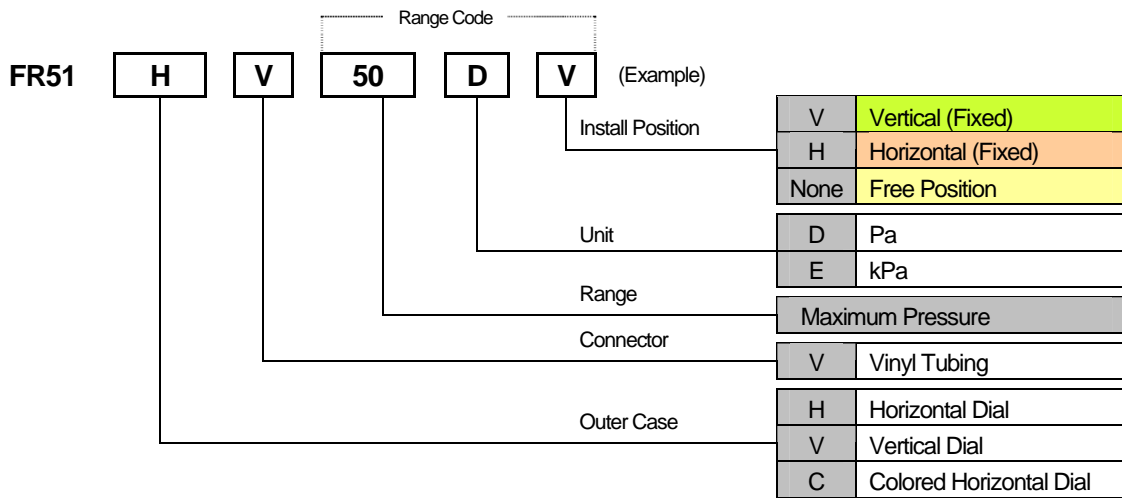 Range Code
FR51 H V 50 D V (Example)
Install Position
V Vertical (Fixed)
H Horizontal (Fixed)
None Free Position
Unit
D Pa
E kPa
Range
Maximum Pressure
Connector
V Vinyl Tubing
Outer Case
H Horizontal Dial
V Vertical Dial
C Colored Horizontal Dial